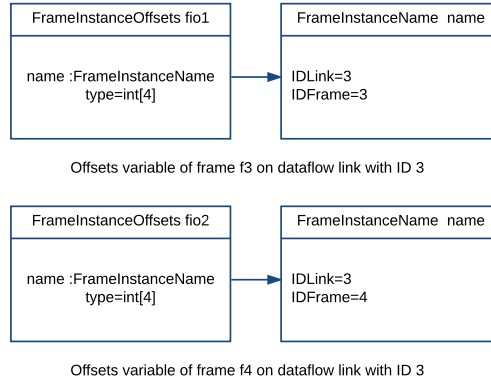 FrameInstanceOffsets fio1
FrameInstanceName name
name :FrameInstanceName
type=int[4]
IDLink=3
IDFrame=3
Offsets variable of frame f3 on dataflow link with ID 3
FrameInstanceOffsets fio2
FrameInstanceName name
name :FrameInstanceName
type=int[4]
IDLink=3
IDFrame=4
Offsets variable of frame f4 on dataflow link with ID 3